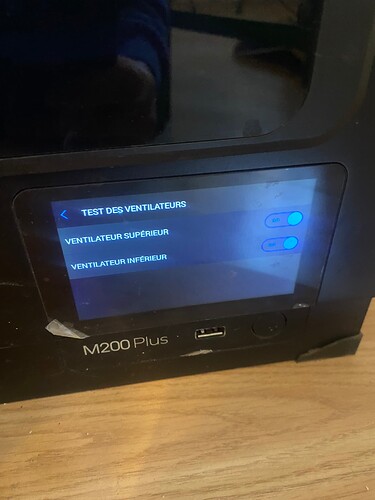 TEST DES VENTILATEURS
VENTILATEUR SUPÉRIEUR
VENTILATEUR INFÉRIEUR
M200 Plus